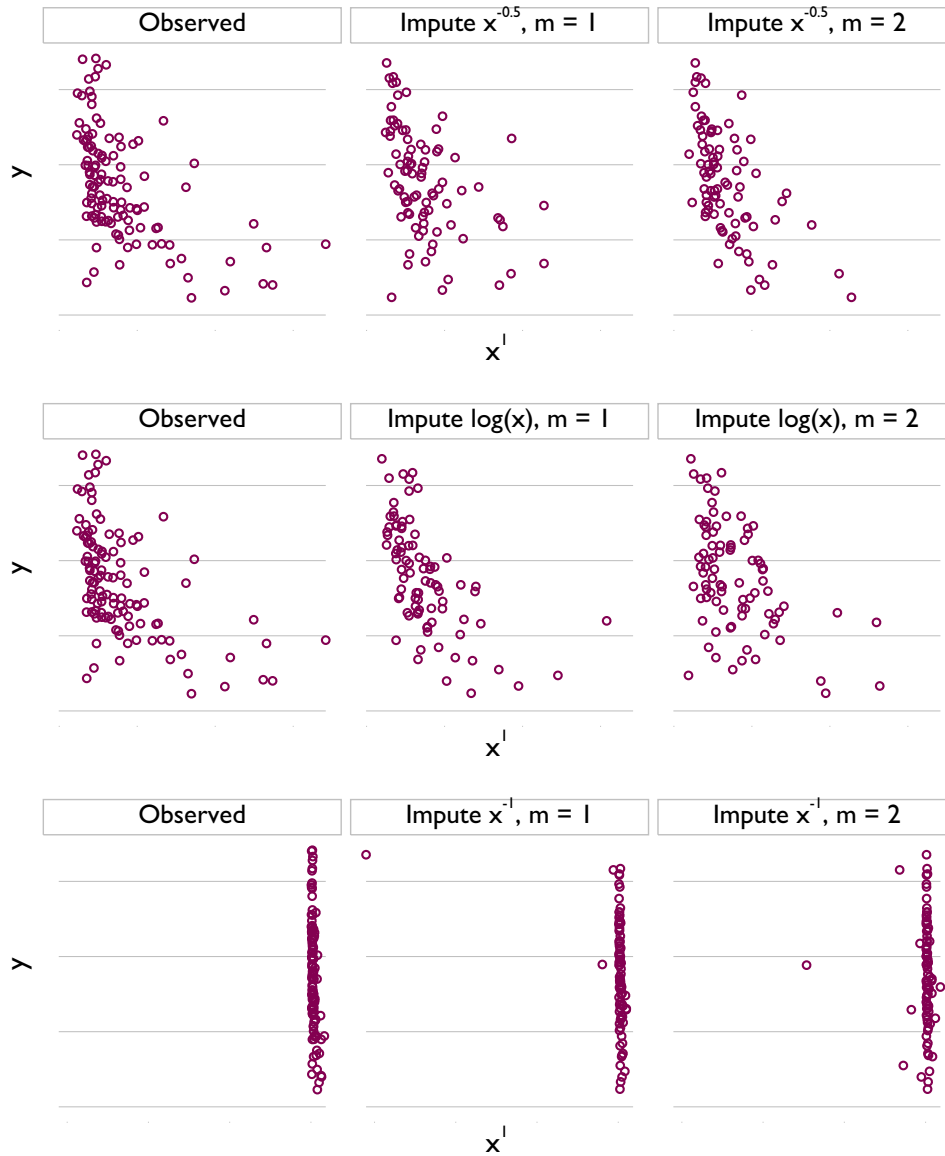 Observed
Impute x^-0.5, m = 1
Impute x^-0.5, m = 2
y
x^1
Observed
Impute log(x), m = 1
Impute log(x), m = 2
y
x^1
Observed
Impute x^-1, m = 1
Impute x^-1, m = 2
y
x^1